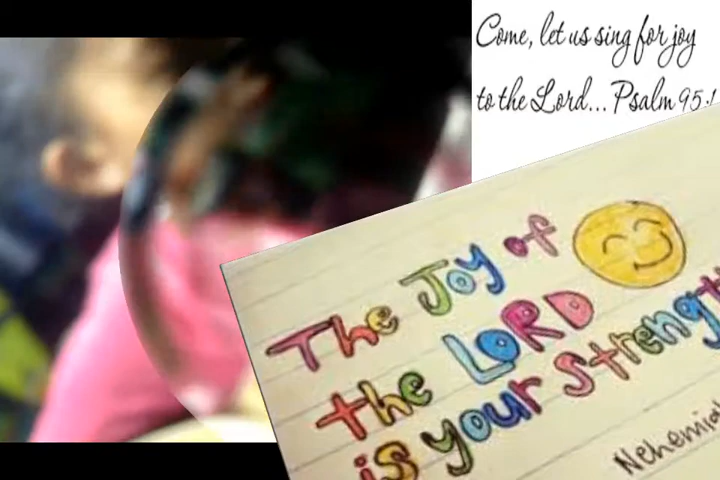 Come, let us sing for joy
to the Lord... Psalm 95:1
The Joy of
the LORD
is your strength